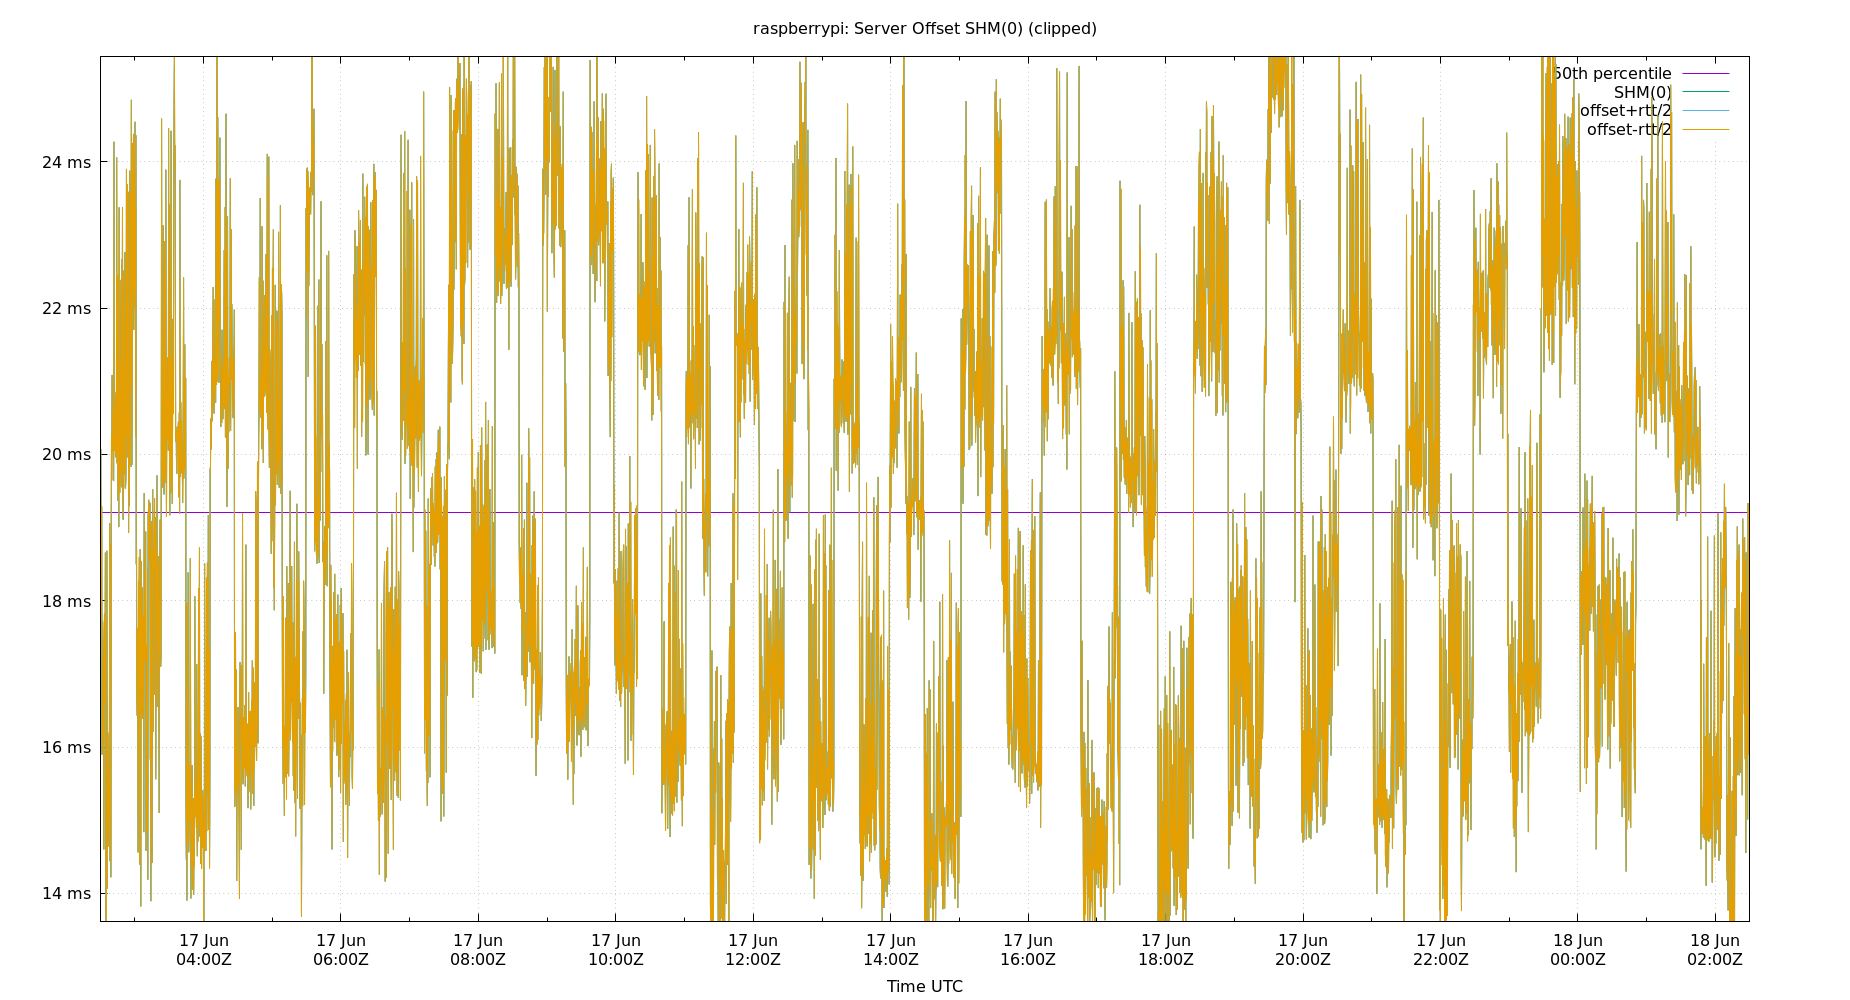 raspberrypi: Server Offset SHM(0) (clipped)
50th percentile
SHM(0)
offset+rtt/2
offset-rtt/2
24 ms
22 ms
20 ms
18 ms
16 ms
14 ms
17 Jun 17 Jun 17 Jun 17 Jun 17 Jun 17 Jun 17 Jun 17 Jun 17 Jun 17 Jun 18 Jun 18 Jun
04:00Z 06:00Z 08:00Z 10:00Z 12:00Z 14:00Z 16:00Z 18:00Z 20:00Z 22:00Z 00:00Z 02:00Z
Time UTC